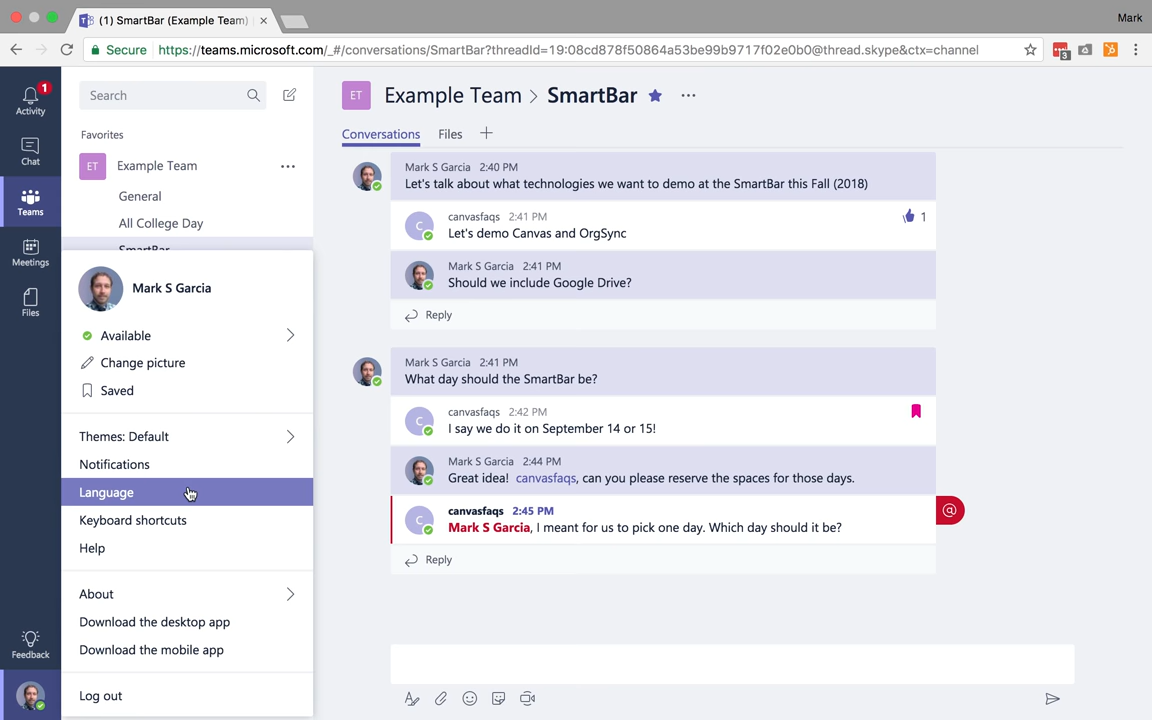 (1) SmartBar (Example Team)
Mark
Secure https://teams.microsoft.com/_#/conversations/SmartBar?threadId=19:08cd878f50864a53be99b9717f02e0b0@thread.skype&ctx=channel
3
1
Activity
Chat
Teams
Meetings
Files
Feedback
Search
Favorites
ET Example Team
General
All College Day
SmartBar
Mark S Garcia
Available
Change picture
Saved
Themes: Default
Notifications
Language
Keyboard shortcuts
Help
About
Download the desktop app
Download the mobile app
Log out
ET Example Team > SmartBar
Conversations Files
Mark S Garcia 2:40 PM
Let's talk about what technologies we want to demo at the SmartBar this Fall (2018)
C canvasfaqs 2:41 PM 1
Let's demo Canvas and OrgSync
Mark S Garcia 2:41 PM
Should we include Google Drive?
Reply
Mark S Garcia 2:41 PM
What day should the SmartBar be?
C canvasfaqs 2:42 PM
I say we do it on September 14 or 15!
Mark S Garcia 2:44 PM
Great idea! canvasfaqs, can you please reserve the spaces for those days.
C canvasfaqs 2:45 PM @
Mark S Garcia, I meant for us to pick one day. Which day should it be?
Reply